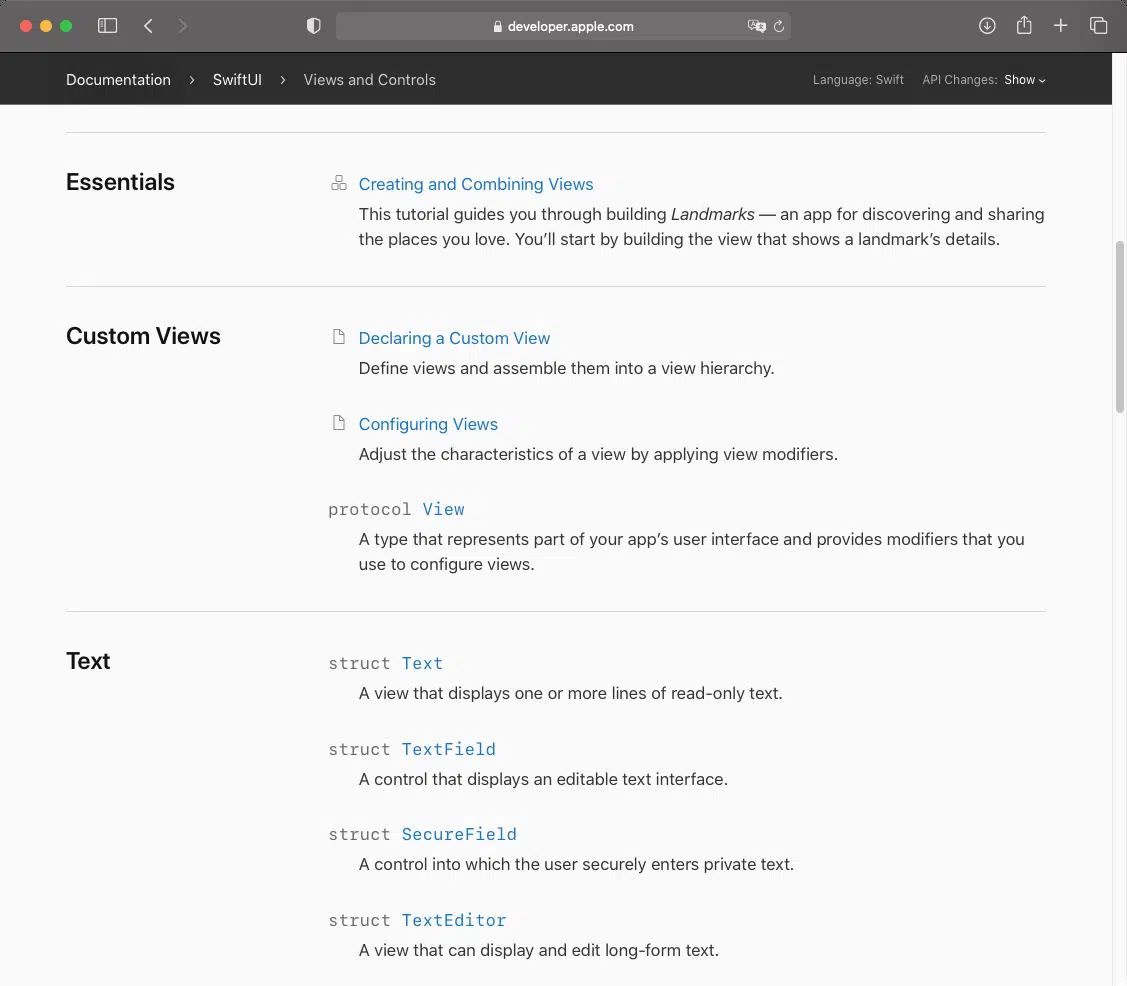 developer.apple.com
Documentation > SwiftUI > Views and Controls Language: Swift API Changes: Show
Essentials
Creating and Combining Views
This tutorial guides you through building Landmarks — an app for discovering and sharing
the places you love. You’ll start by building the view that shows a landmark’s details.
Custom Views
Declaring a Custom View
Define views and assemble them into a view hierarchy.
Configuring Views
Adjust the characteristics of a view by applying view modifiers.
protocol View
A type that represents part of your app’s user interface and provides modifiers that you
use to configure views.
Text
struct Text
A view that displays one or more lines of read-only text.
struct TextField
A control that displays an editable text interface.
struct SecureField
A control into which the user securely enters private text.
struct TextEditor
A view that can display and edit long-form text.